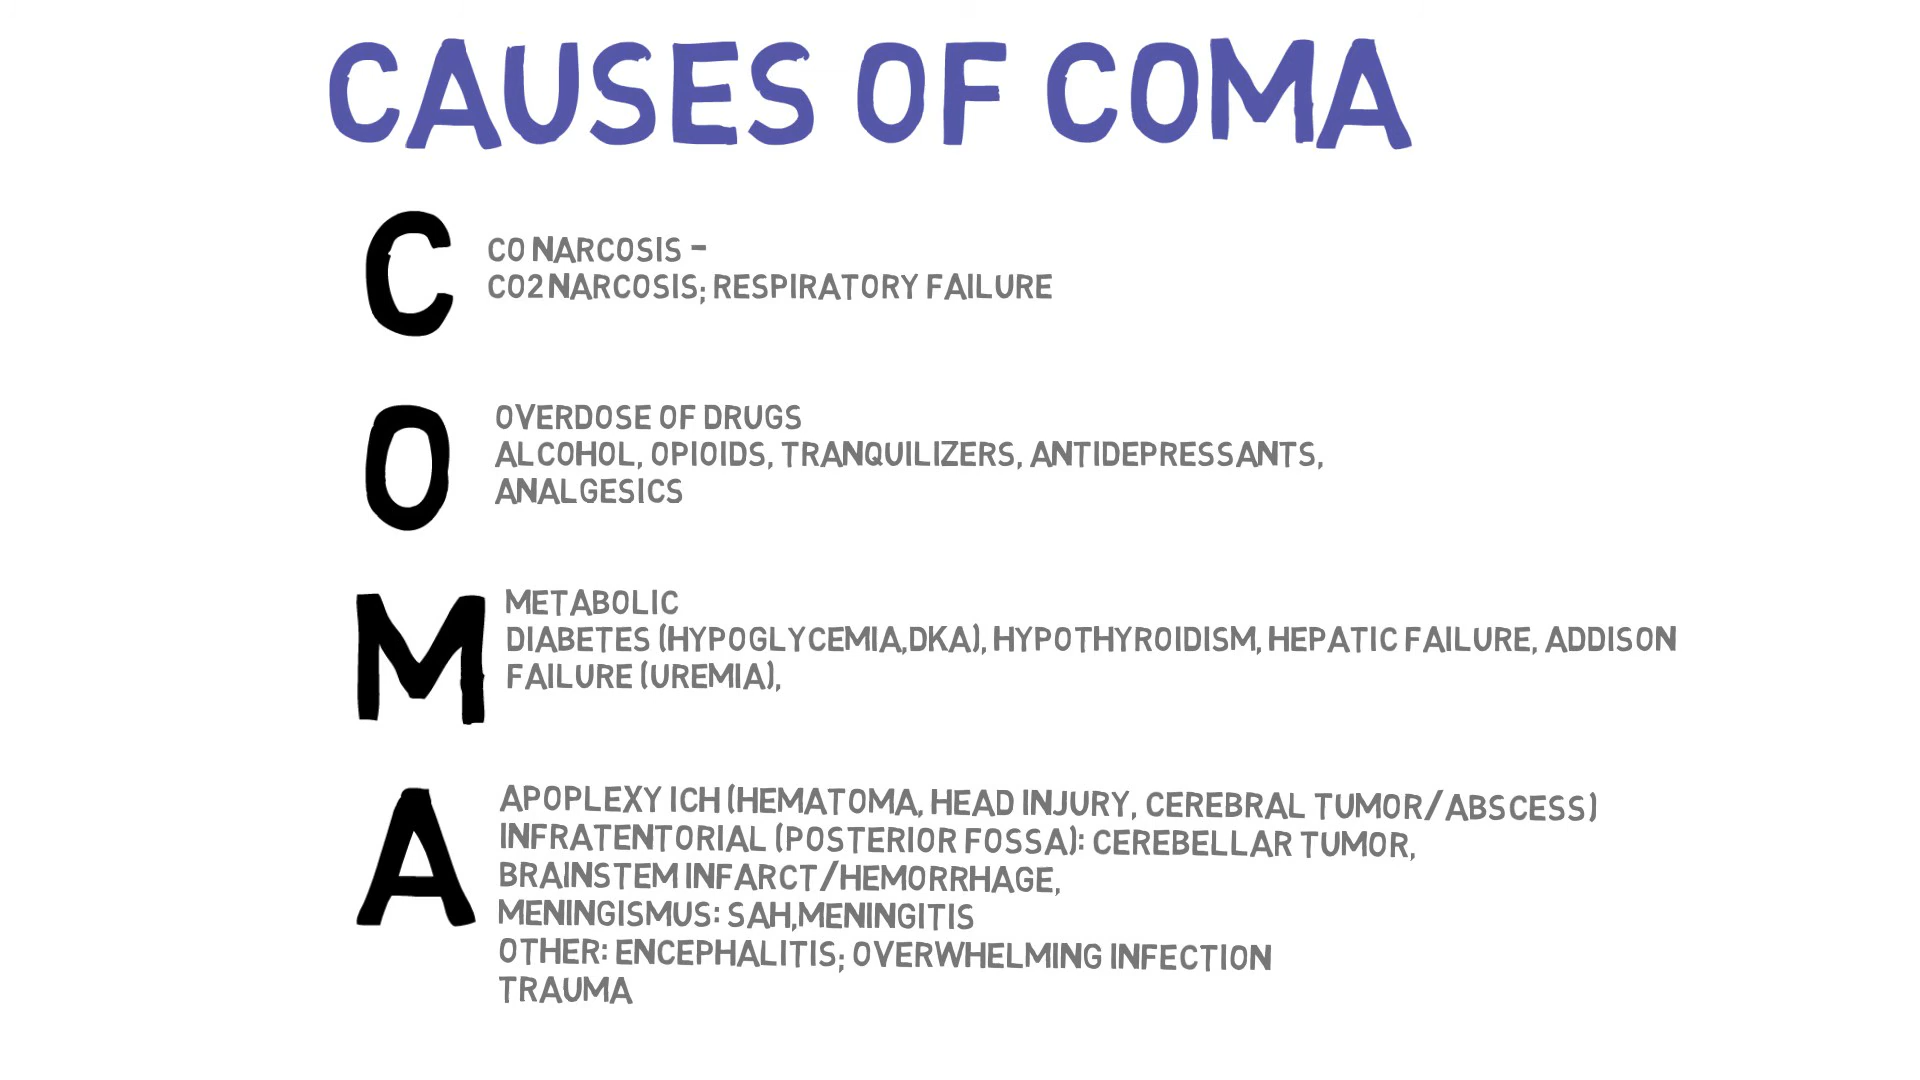 CAUSES OF COMA
C
CO NARCOSIS -
CO2 NARCOSIS; RESPIRATORY FAILURE
O
OVERDOSE OF DRUGS
ALCOHOL, OPIOIDS, TRANQUILIZERS, ANTIDEPRESSANTS,
ANALGESICS
M
METABOLIC
DIABETES (HYPOGLYCEMIA,DKA), HYPOTHYROIDISM, HEPATIC FAILURE, ADDISON
FAILURE (UREMIA),
A
APOPLEXY ICH (HEMATOMA, HEAD INJURY, CEREBRAL TUMOR/ABSCESS)
INFRATENTORIAL (POSTERIOR FOSSA): CEREBELLAR TUMOR,
BRAINSTEM INFARCT/HEMORRHAGE,
MENINGISMUS: SAH,MENINGITIS
OTHER: ENCEPHALITIS; OVERWHELMING INFECTION
TRAUMA